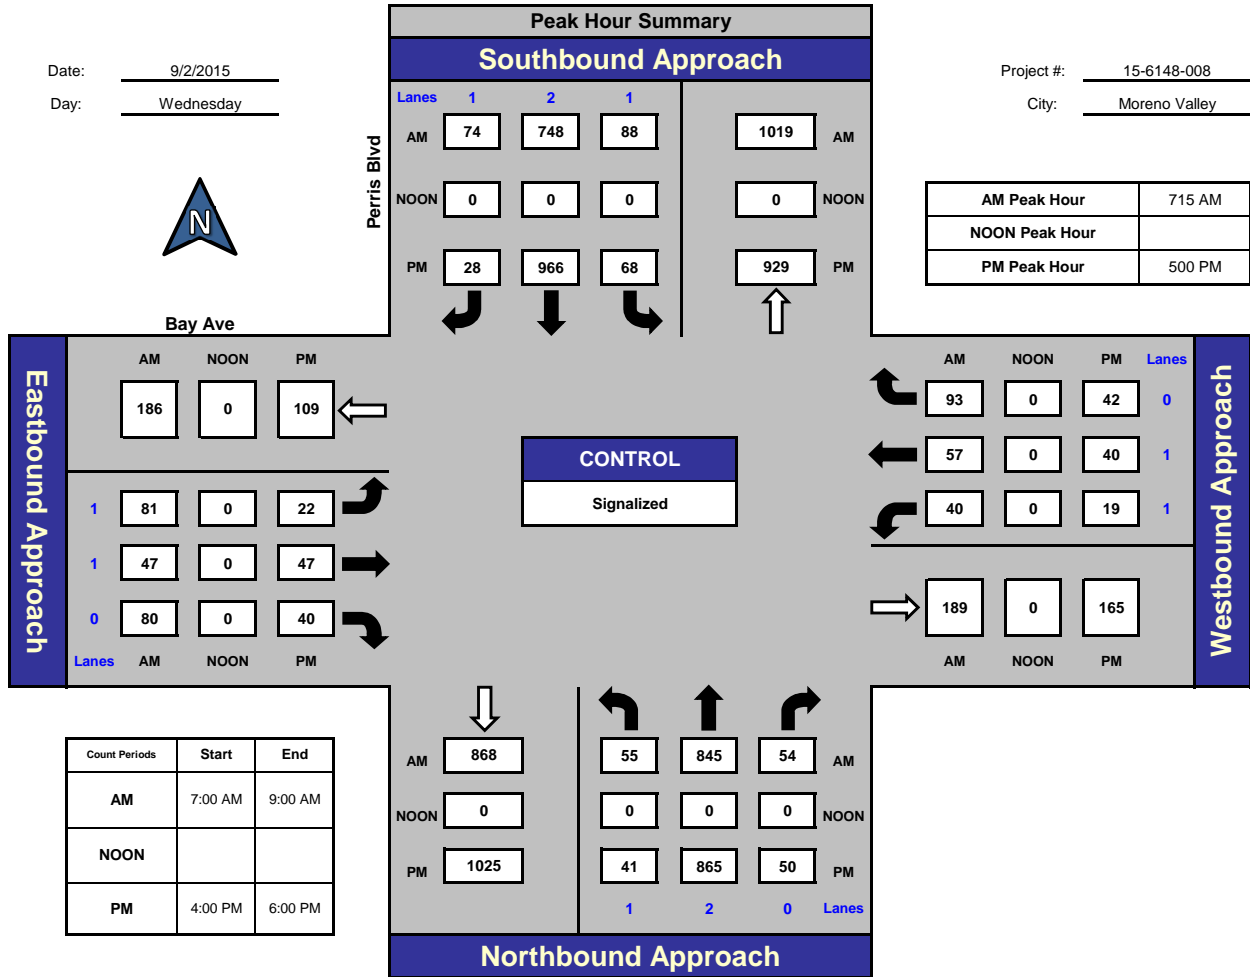 Peak Hour Summary
Southbound Approach
Date: 9/2/2015
Day: Wednesday
Project #: 15-6148-008
City: Moreno Valley
N
Perris Blvd
Lanes 1 2 1
AM 74 748 88 1019 AM
NOON 0 0 0 0 NOON
PM 28 966 68 929 PM
AM Peak Hour 715 AM
NOON Peak Hour
PM Peak Hour 500 PM
Bay Ave
Eastbound Approach
AM NOON PM
186 0 109
1 81 0 22
1 47 0 47
0 80 0 40
Lanes AM NOON PM
CONTROL
Signalized
AM NOON PM Lanes
93 0 42 0
57 0 40 1
40 0 19 1
189 0 165
AM NOON PM
Westbound Approach
Count Periods Start End
AM 7:00 AM 9:00 AM
NOON
PM 4:00 PM 6:00 PM
AM 868 55 845 54 AM
NOON 0 0 0 0 NOON
PM 1025 41 865 50 PM
1 2 0 Lanes
Northbound Approach